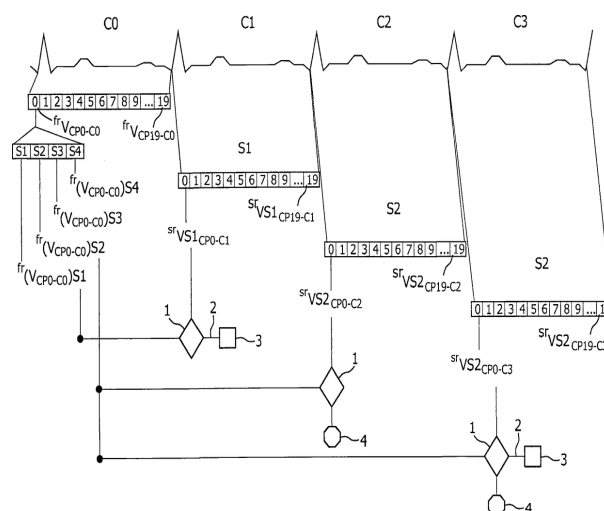 C0 C1 C2 C3
0 1 2 3 4 5 6 7 8 9 ... 19
frVCP0-C0 frVCP19-C0
S1 S2 S3 S4
S1
fr(VCP0-C0)S4
0 1 2 3 4 5 6 7 8 9 ... 19
fr(VCP0-C0)S3
srVS1CP19-C1
S2
fr(VCP0-C0)S2
srVS1CP0-C1
0 1 2 3 4 5 6 7 8 9 ... 19
fr(VCP0-C0)S1
srVS2CP19-C2
S2
srVS2CP0-C2
0 1 2 3 4 5 6 7 8 9 ...
srVS2CP0-C3
1 2 3
1
4
1 2 3
4